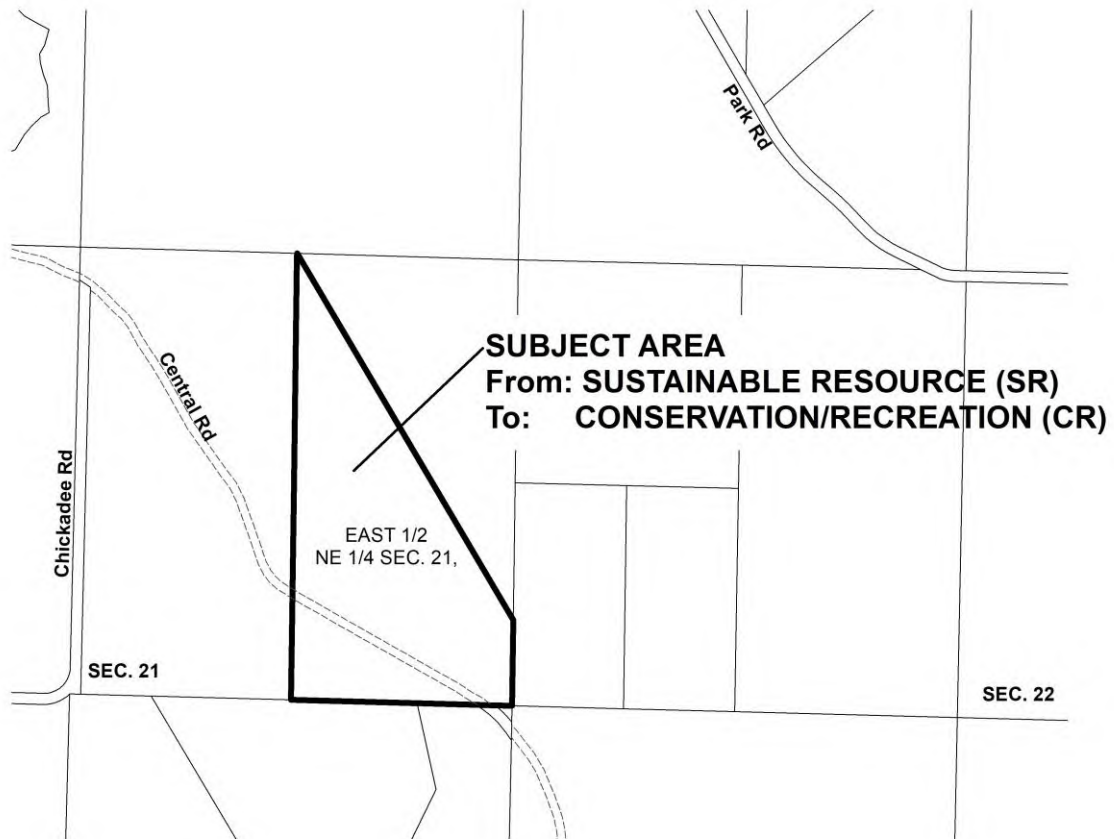 Park Rd
SUBJECT AREA
From: SUSTAINABLE RESOURCE (SR)
To: CONSERVATION/RECREATION (CR)
Central Rd
Chickadee Rd
EAST 1/2
NE 1/4 SEC. 21,
SEC. 21
SEC. 22